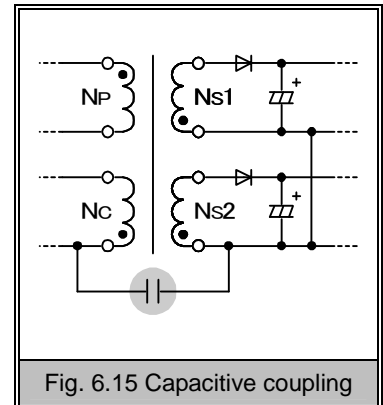 NP NS1
+
NC NS2
+
Fig. 6.15 Capacitive coupling